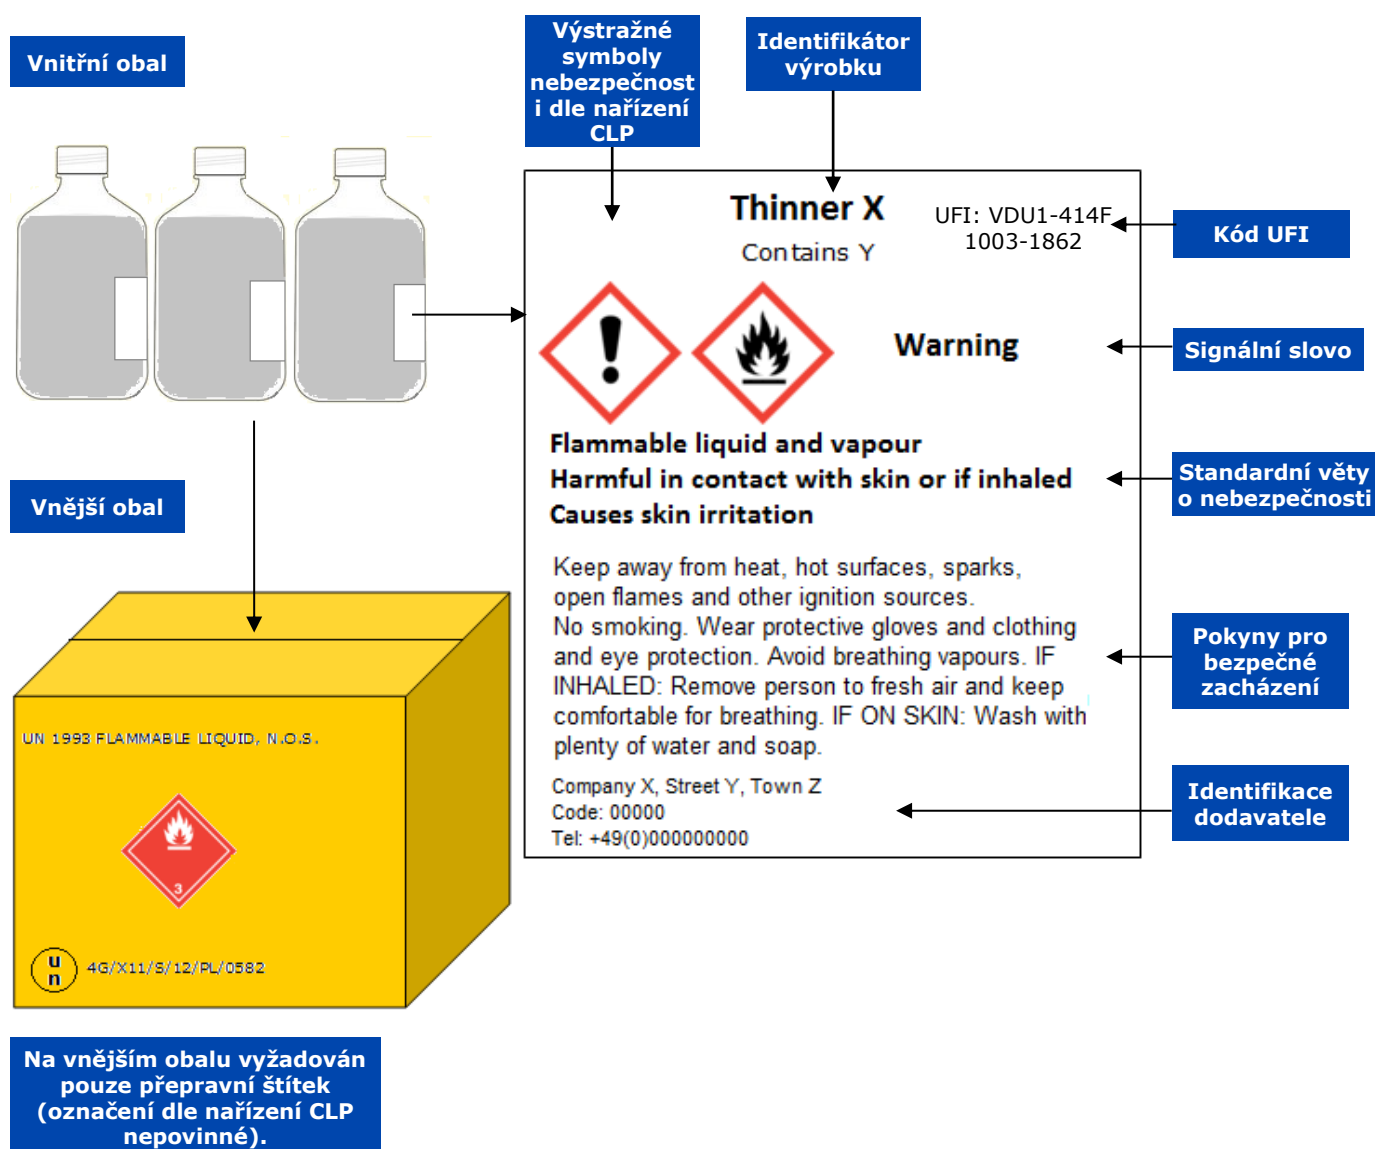 Vnitřní obal
Výstražné
symboly
nebezpečnost
i dle nařízení
CLP
Identifikátor
výrobku
Thinner X
Contains Y
UFI: VDU1-414F
1003-1862
Kód UFI
Warning
Signální slovo
Flammable liquid and vapour
Harmful in contact with skin or if inhaled
Causes skin irritation
Standardní věty
o nebezpečnosti
Vnější obal
Keep away from heat, hot surfaces, sparks,
open flames and other ignition sources.
No smoking. Wear protective gloves and clothing
and eye protection. Avoid breathing vapours. IF
INHALED: Remove person to fresh air and keep
comfortable for breathing. IF ON SKIN: Wash with
plenty of water and soap.
Pokyny pro
bezpečné
zacházení
Company X, Street Y, Town Z
Code: 00000
Tel: +49(0)000000000
Identifikace
dodavatele
UN 1993 FLAMMABLE LIQUID, N.O.S.
3
u
n
4G/X11/S/12/PL/0582
Na vnějším obalu vyžadován
pouze přepravní štítek
(označení dle nařízení CLP
nepovinné).